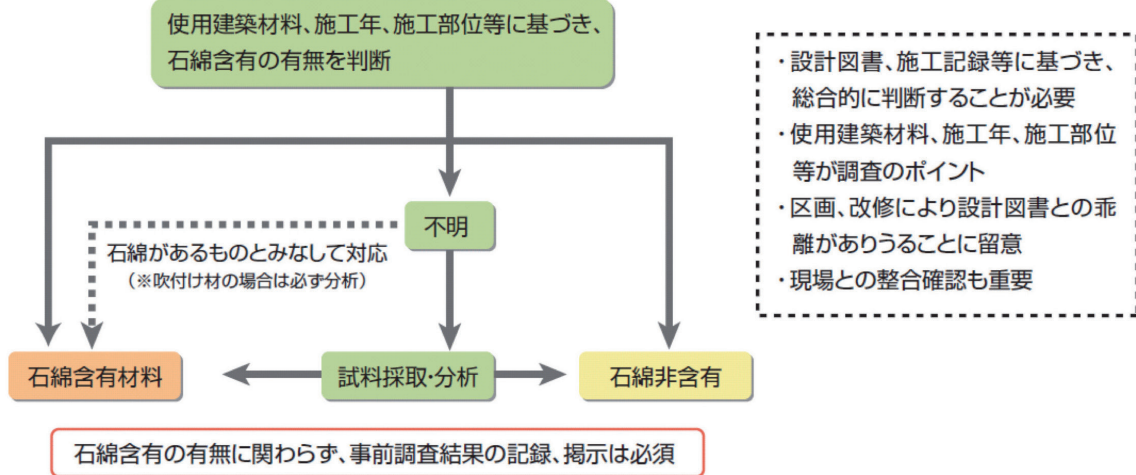 使用建築材料、施工年、施工部位等に基づき、
石綿含有の有無を判断
・設計図書、施工記録等に基づき、
総合的に判断することが必要
・使用建築材料、施工年、施工部位
等が調査のポイント
・区画、改修により設計図書との乖
離がありうることに留意
・現場との整合確認も重要
不明
石綿があるものとみなして対応
（※吹付け材の場合は必ず分析）
石綿含有材料
試料採取・分析
石綿非含有
石綿含有の有無に関わらず、事前調査結果の記録、掲示は必須